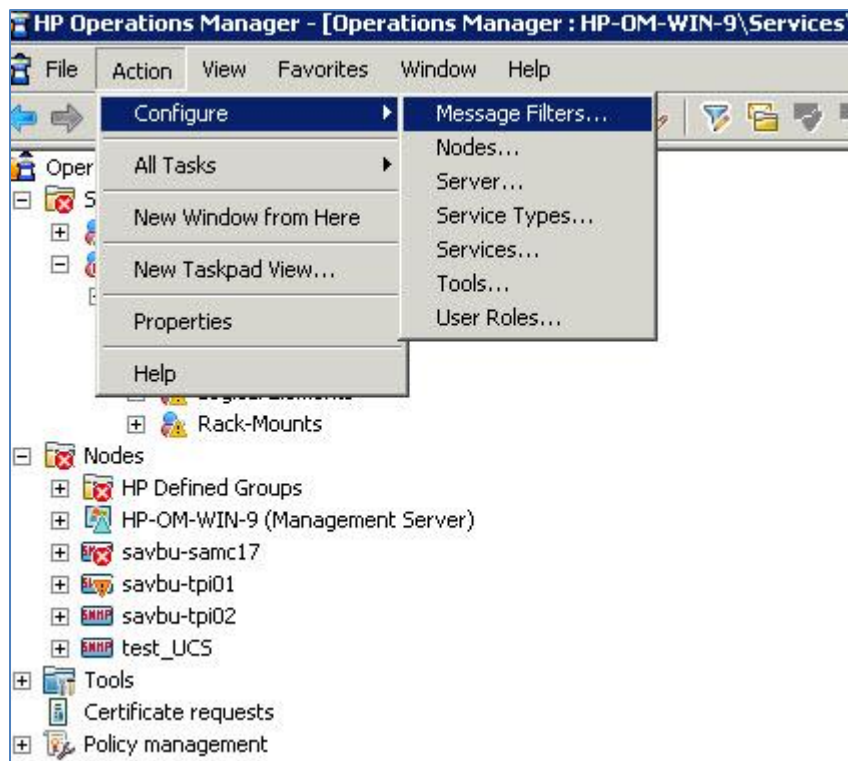 HP Operations Manager - [Operations Manager : HP-OM-WIN-9\Services\
File Action View Favorites Window Help
Configure
Message Filters...
Nodes...
Server...
Service Types...
Services...
Tools...
User Roles...
All Tasks
New Window from Here
New Taskpad View...
Properties
Help
Oper
S
Rack-Mounts
Nodes
HP Defined Groups
HP-OM-WIN-9 (Management Server)
savbu-samc17
savbu-tpi01
savbu-tpi02
test_UCS
Tools
Certificate requests
Policy management